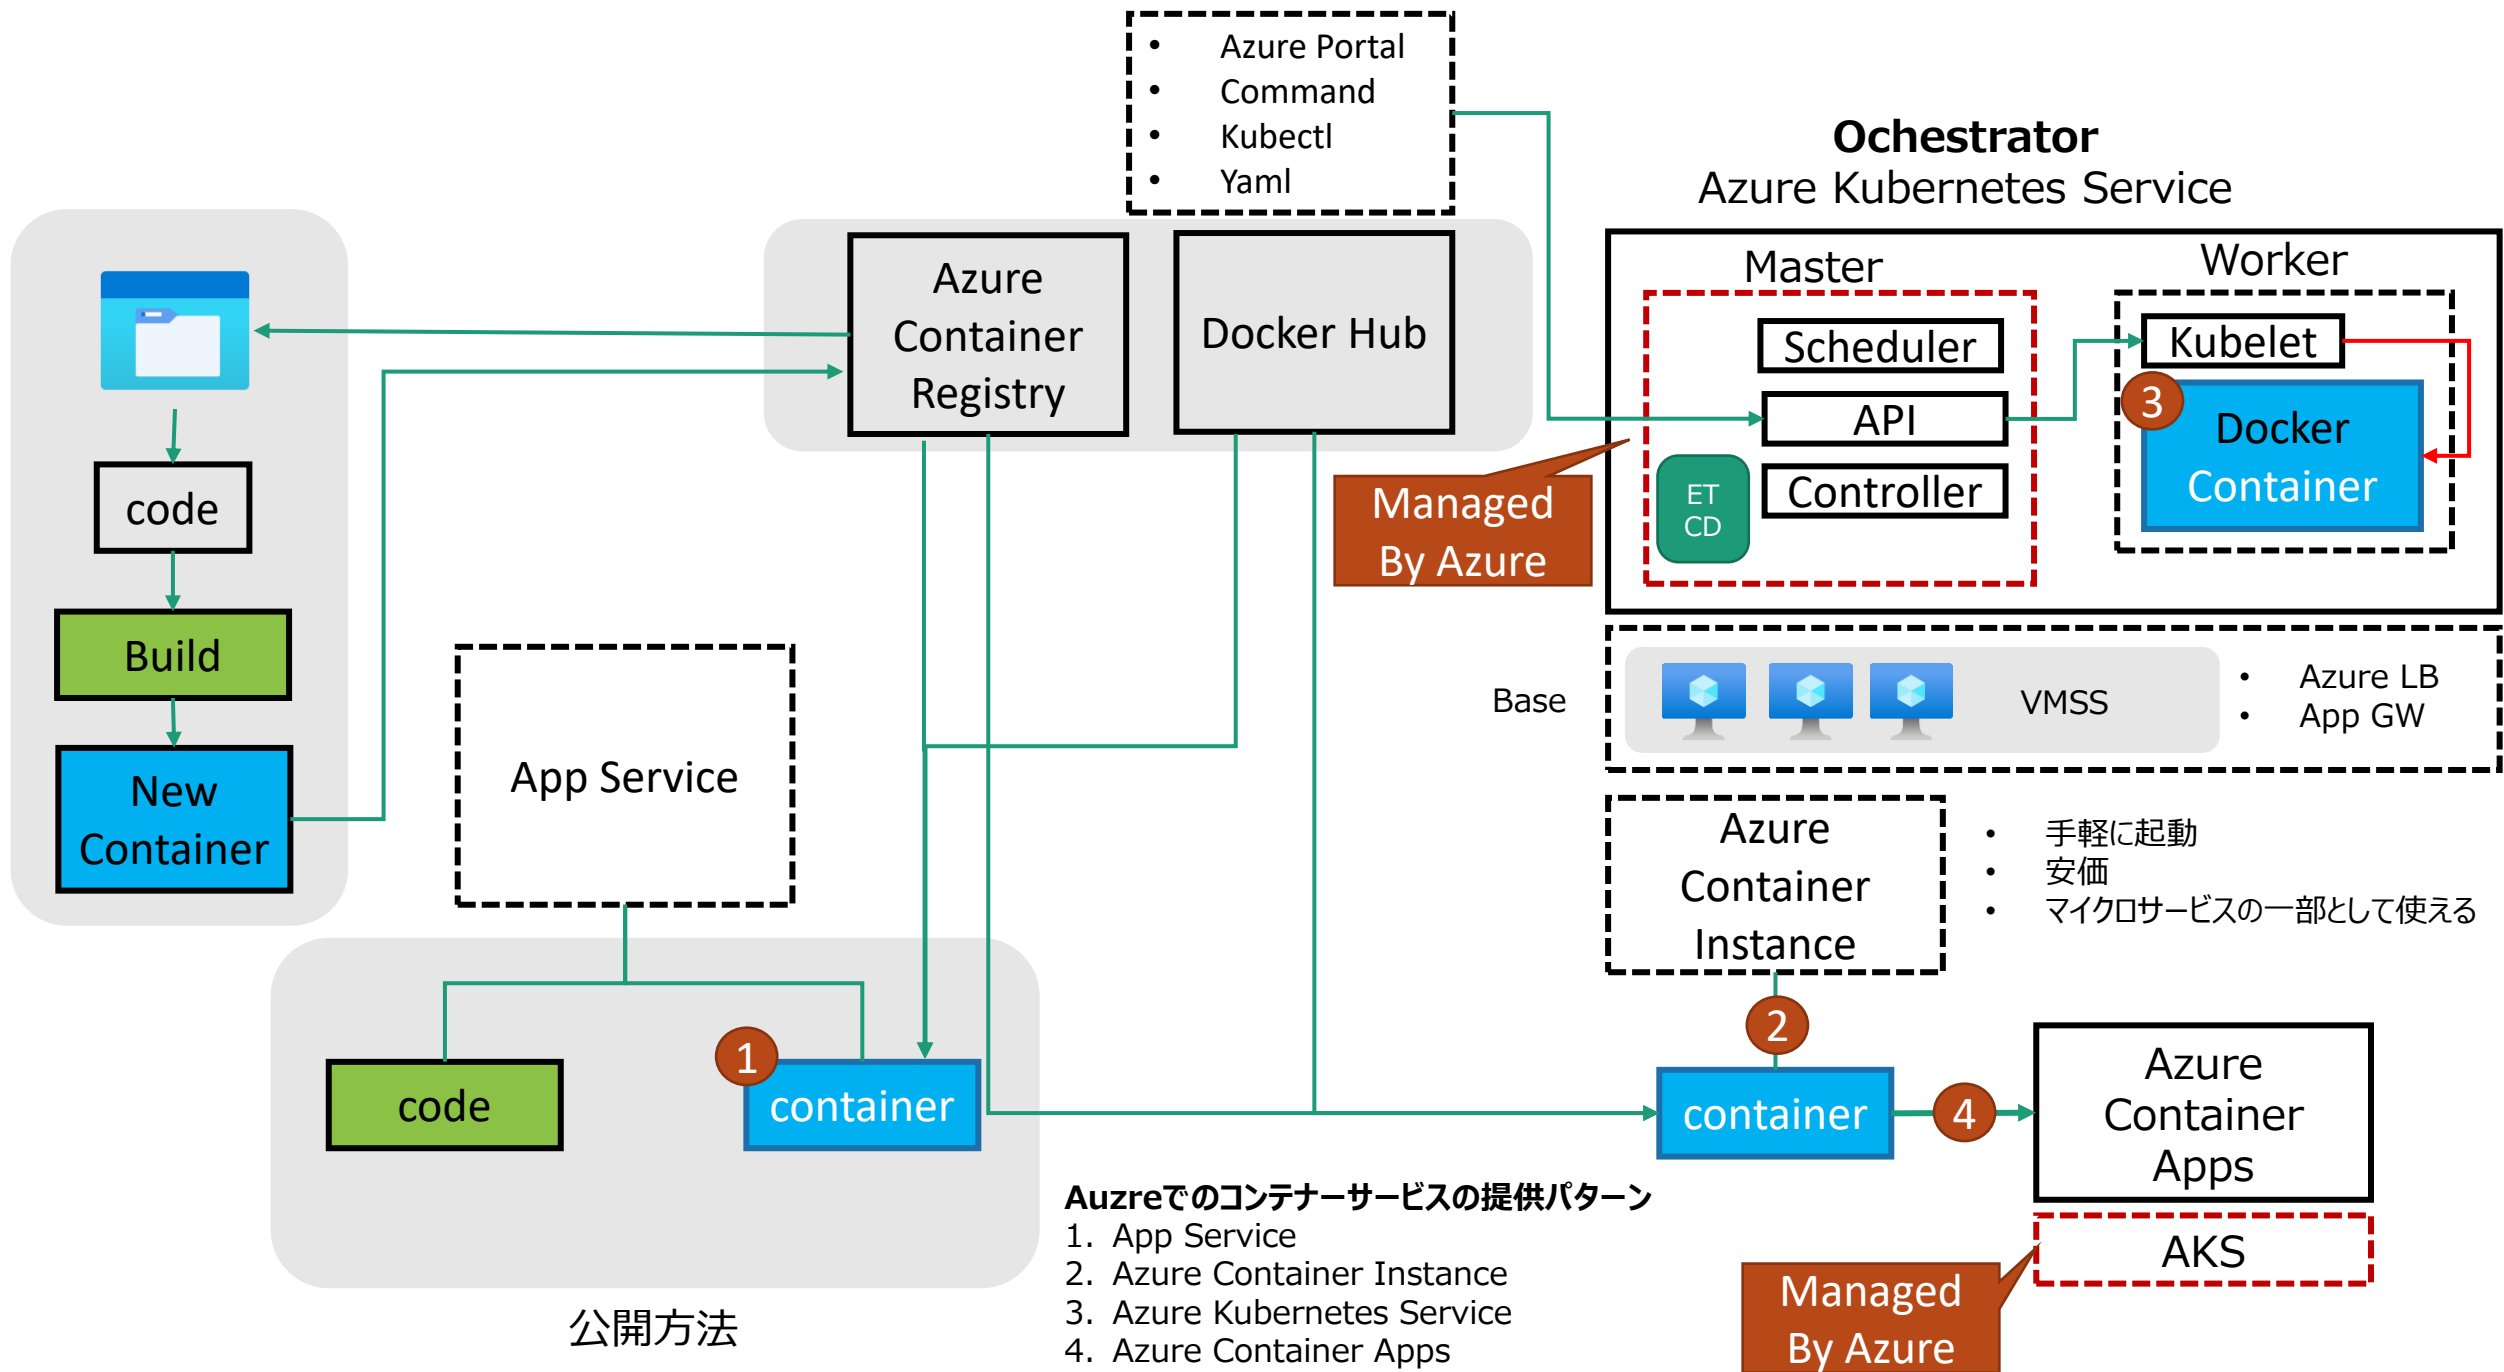 • Azure Portal
• Command
• Kubectl
• Yaml
Ochestrator
Azure Kubernetes Service
Master
Worker
Scheduler
API
Controller
ET
CD
Kubelet
3
Docker
Container
Managed
By Azure
Azure
Container
Registry
Docker Hub
code
Build
New
Container
App Service
Base
VMSS
• Azure LB
• App GW
Azure
Container
Instance
• 手軽に起動
• 安価
• マイクロサービスの一部として使える
2
container
4
Azure
Container
Apps
AKS
Managed
By Azure
code
1
container
公開方法
Auzreでのコンテナーサービスの提供パターン
1. App Service
2. Azure Container Instance
3. Azure Kubernetes Service
4. Azure Container Apps